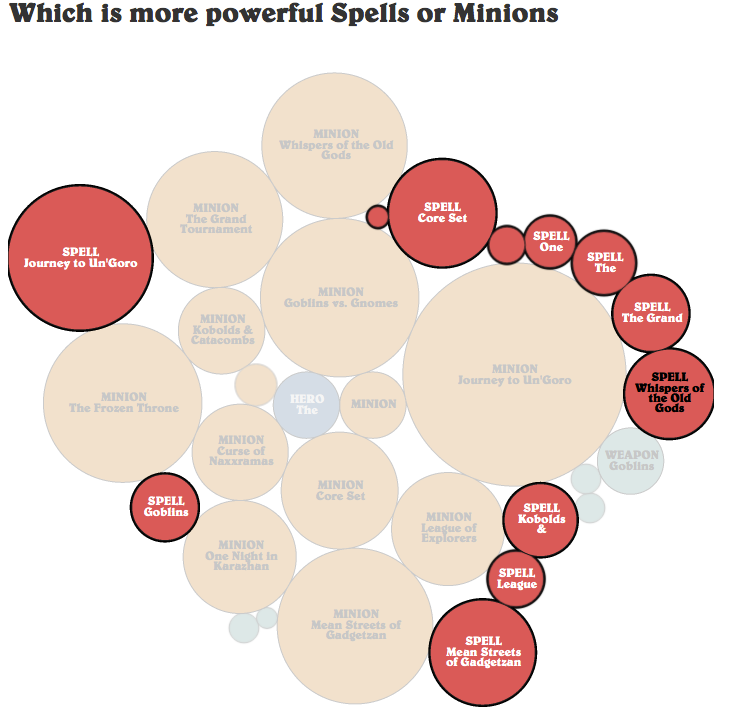 Which is more powerful Spells or Minions
MINION
Whispers of the Old
Gods
MINION
The Grand
Tournament
SPELL
Core Set
SPELL
One
SPELL
The
SPELL
Journey to Un'Goro
MINION
Goblins vs. Gnomes
SPELL
The Grand
MINION
Kobolds &
Catacombs
MINION
Journey to Un'Goro
SPELL
Whispers of
the Old
Gods
MINION
The Frozen Throne
HERO
The
MINION
MINION
Curse of
Naxxramas
WEAPON
Goblins
MINION
Core Set
SPELL
Goblins
MINION
League of
Explorers
SPELL
Kobolds
&
MINION
One Night in
Karazhan
SPELL
League
MINION
Mean Streets of
Gadgetzan
SPELL
Mean Streets
of Gadgetzan